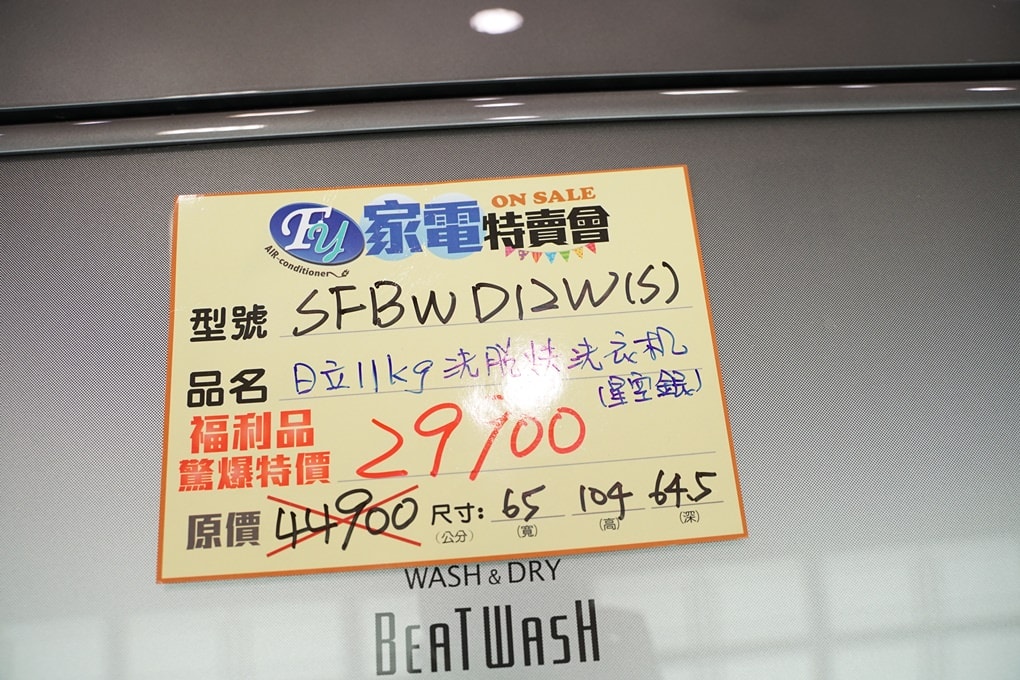 ON SALE
Fy 家電特賣會
AIR-conditioner
型號 SFBWD12W(S)
品名 日立11kg洗脫快洗衣机
(星空銀)
福利品
驚爆特價 29900
原價 44900 尺寸: 65 104 64.5
(公分) (寬) (高) (深)
WASH & DRY
BEATWASH